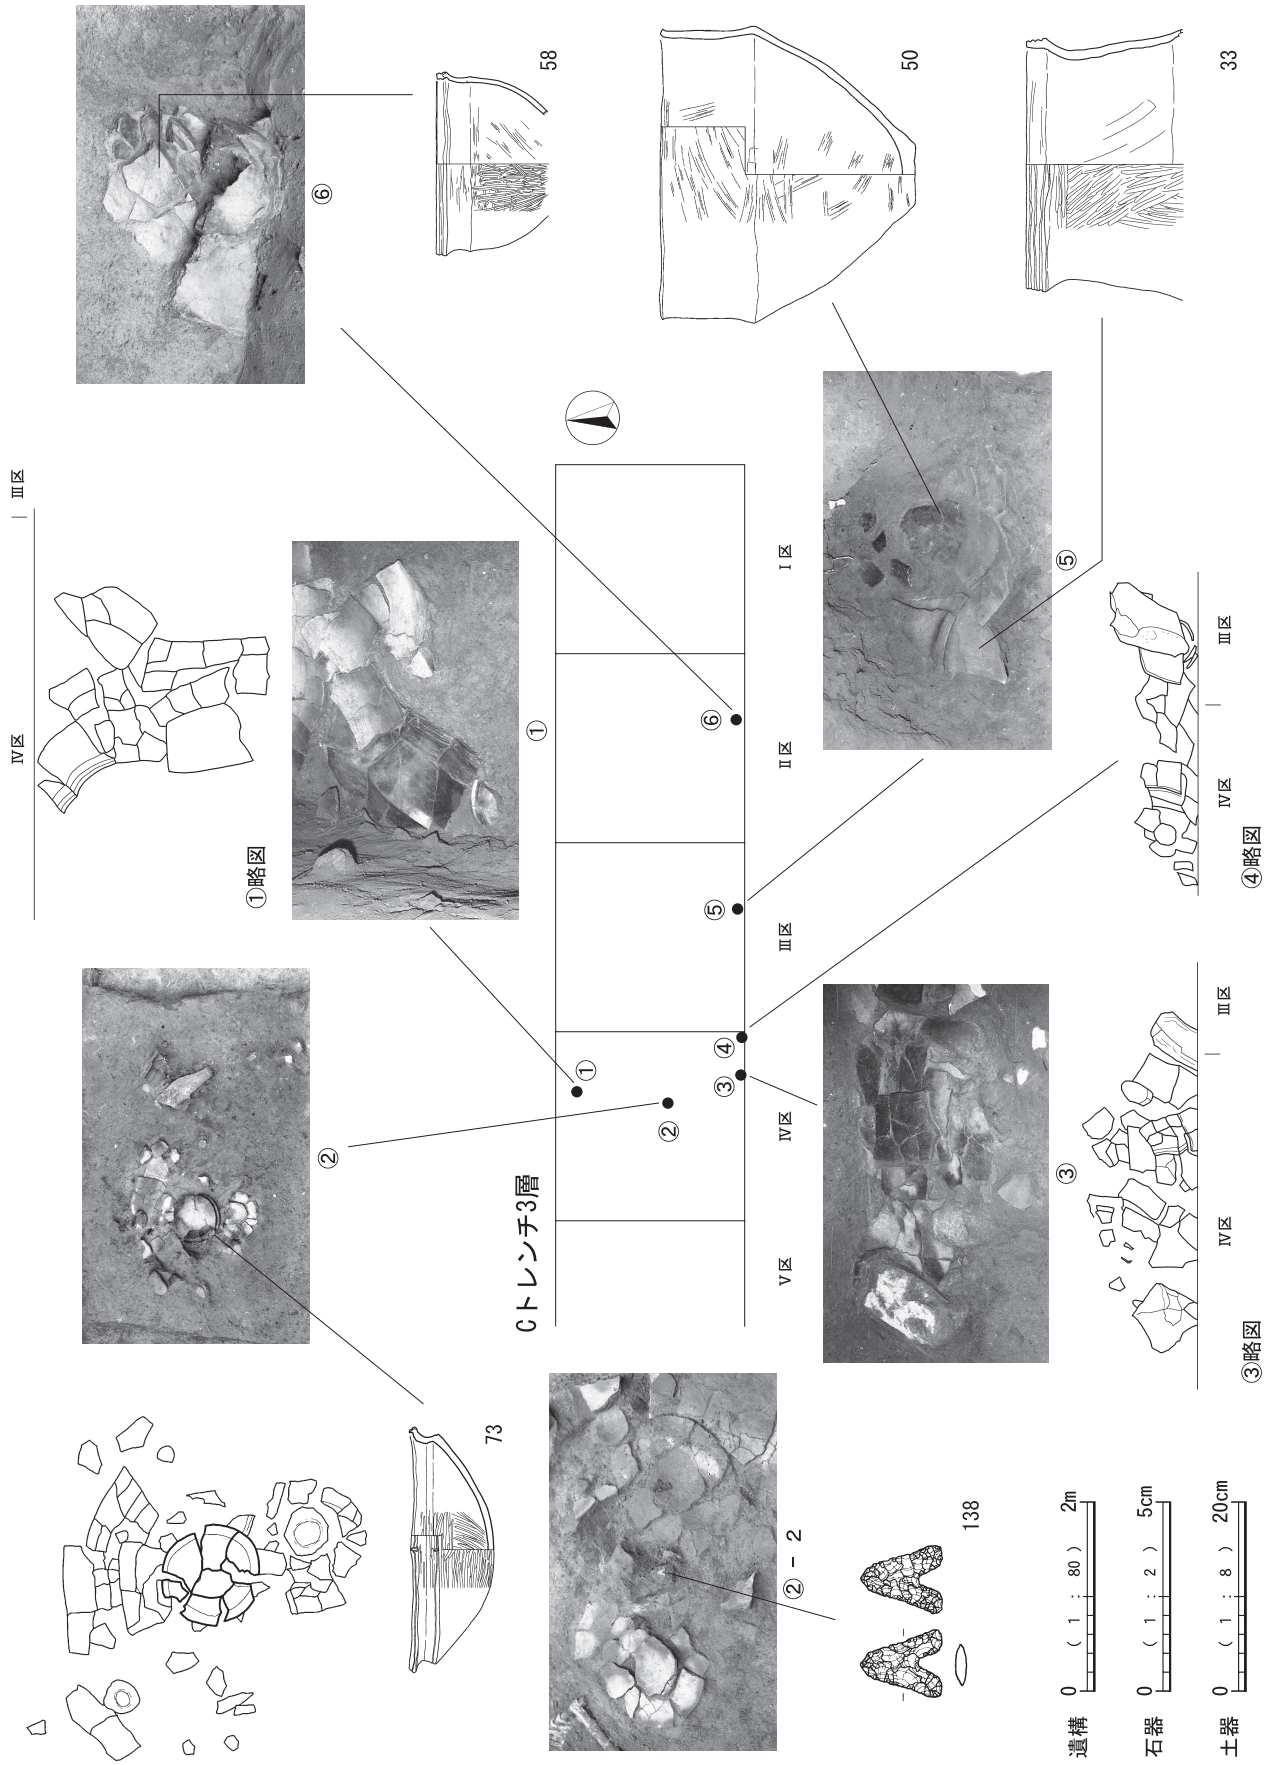 58
50
33
⑥
Ⅳ区 | Ⅲ区
①略図
①
②
⑤
Cトレンチ3層
①
②
③
④
⑤
⑥
Ⅴ区
Ⅳ区
Ⅲ区
Ⅱ区
Ⅰ区
73
②-2
138
③
Ⅳ区 | Ⅲ区
③略図
Ⅳ区 | Ⅲ区
④略図
遺構 0 (1:80) 2m
石器 0 (1:2) 5cm
土器 0 (1:8) 20cm